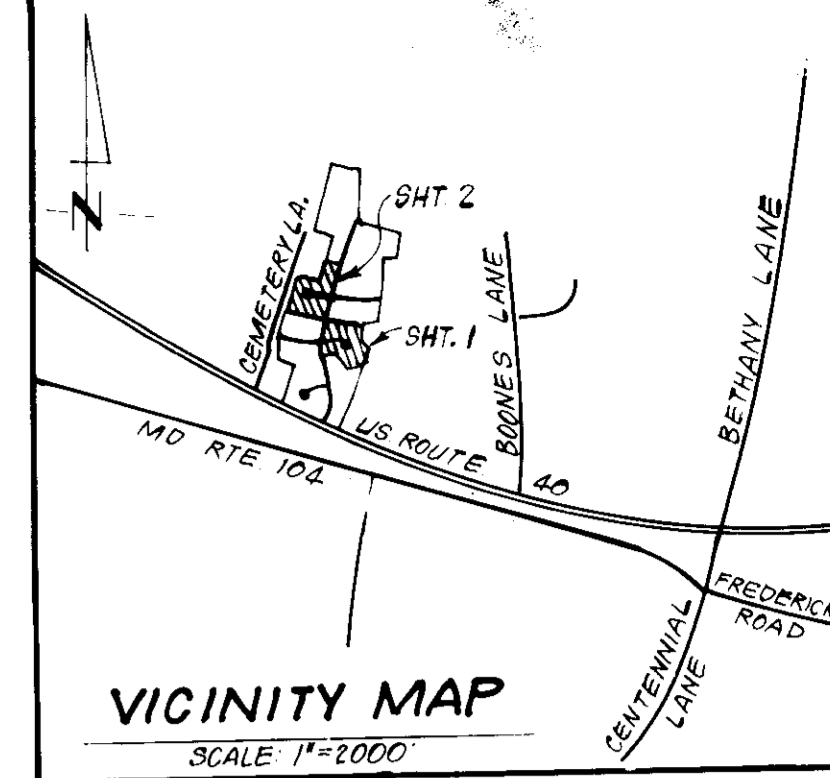 N
SHT. 2
CEMETERY LA.
SHT. 1
BOONES LANE
BETHANY LANE
US ROUTE 40
MD RTE. 104
FREDERICK
ROAD
CENTENNIAL
LANE
VICINITY MAP
SCALE: 1"=2000'